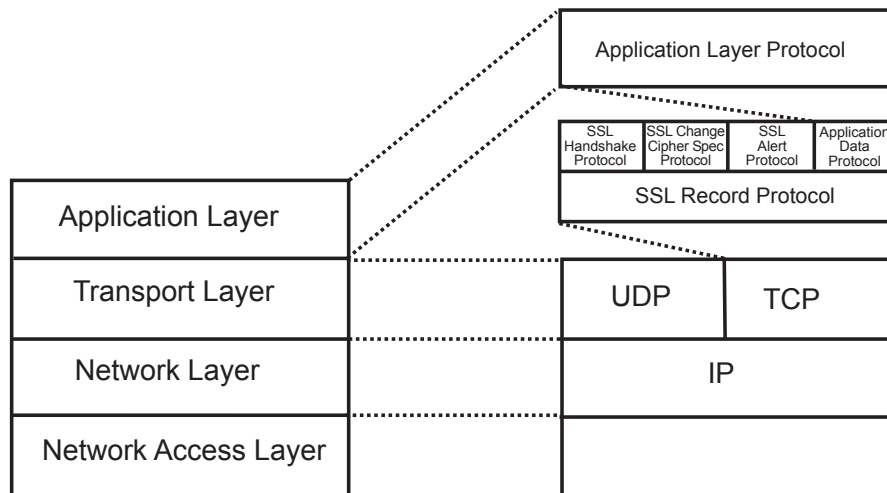 Application Layer Protocol
SSL
Handshake
Protocol
SSL Change
Cipher Spec
Protocol
SSL
Alert
Protocol
Application
Data
Protocol
SSL Record Protocol
Application Layer
Transport Layer
UDP
TCP
Network Layer
IP
Network Access Layer